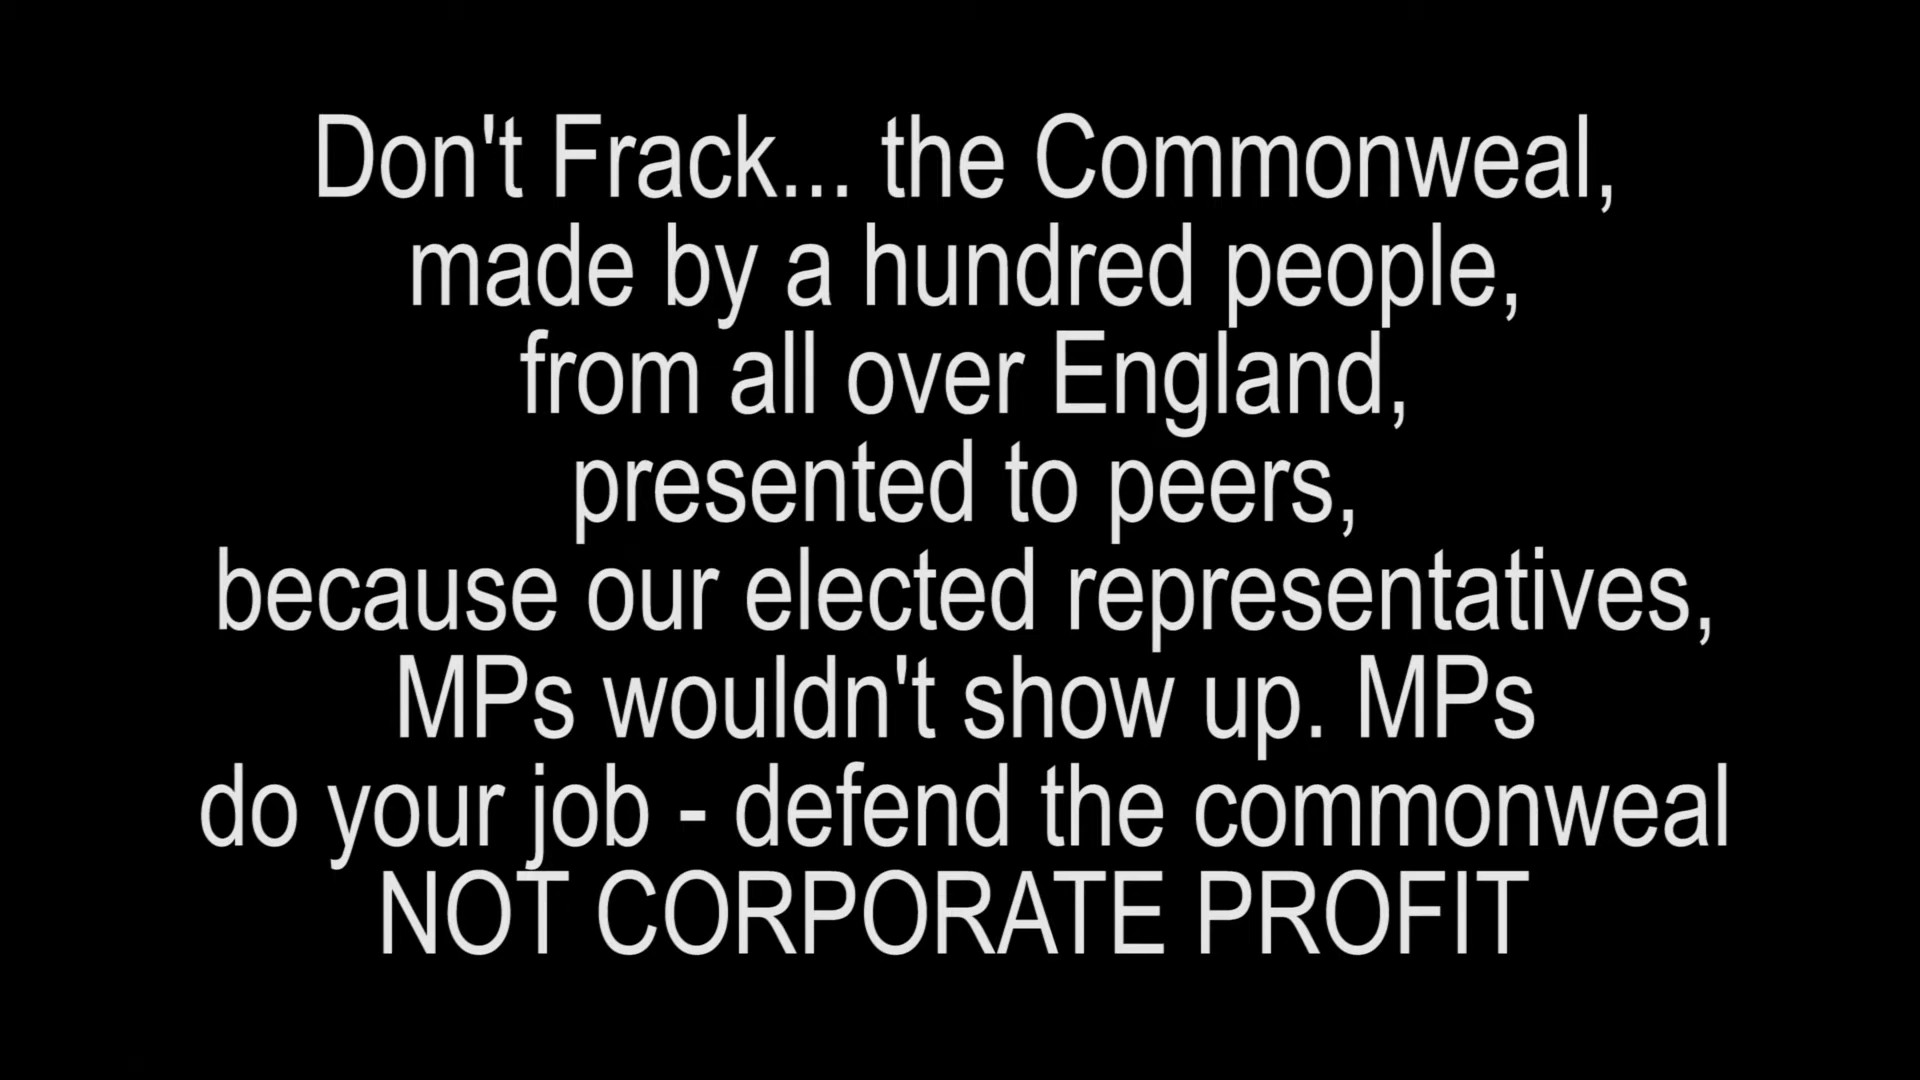 Don't Frack... the Commonweal,
made by a hundred people,
from all over England,
presented to peers,
because our elected representatives,
MPs wouldn't show up. MPs
do your job - defend the commonweal
NOT CORPORATE PROFIT